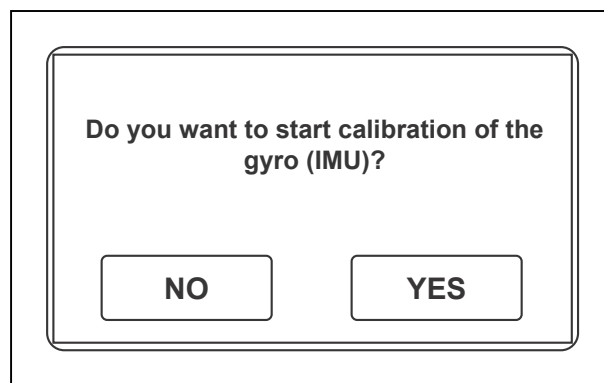 Do you want to start calibration of the
gyro (IMU)?
NO
YES